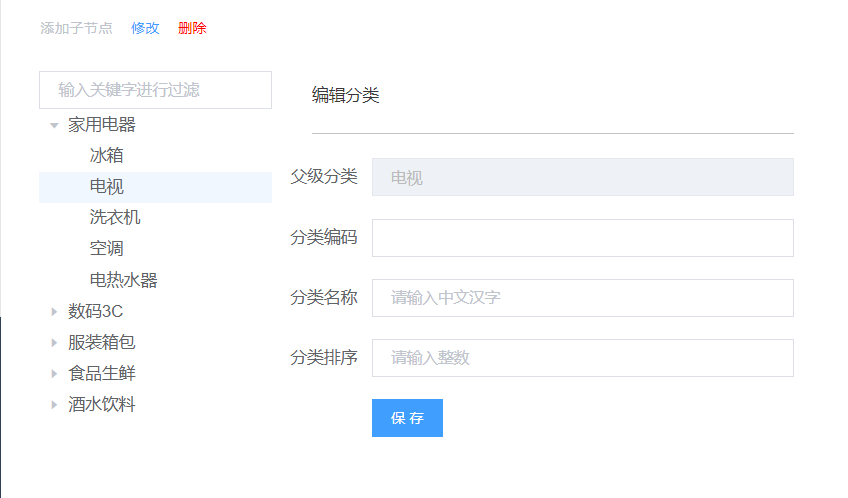 添加子节点 修改 删除
输入关键字进行过滤
家用电器
冰箱
电视
洗衣机
空调
电热水器
数码3C
服装箱包
食品生鲜
酒水饮料
编辑分类
父级分类 电视
分类编码
分类名称 请输入中文汉字
分类排序 请输入整数
保 存